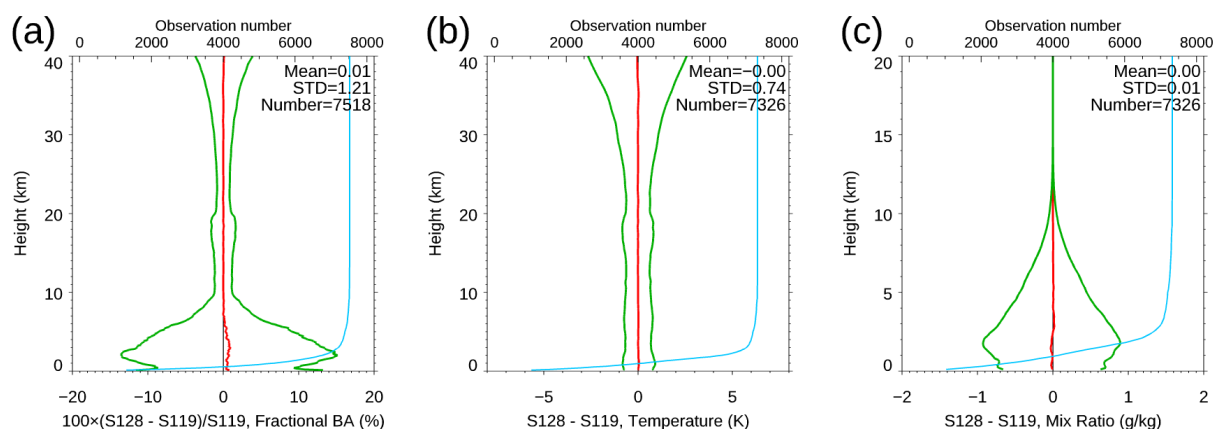 (a)
Observation number
0 2000 4000 6000 8000
Mean=0.01
STD=1.21
Number=7518
40
30
20
10
0
Height (km)
−20 −10 0 10 20
100×(S128 - S119)/S119, Fractional BA (%)
(b)
Observation number
0 2000 4000 6000 8000
Mean=−0.00
STD=0.74
Number=7326
40
30
20
10
0
Height (km)
−5 0 5
S128 - S119, Temperature (K)
(c)
Observation number
0 2000 4000 6000 8000
Mean=0.00
STD=0.01
Number=7326
20
15
10
5
0
Height (km)
−2 −1 0 1 2
S128 - S119, Mix Ratio (g/kg)